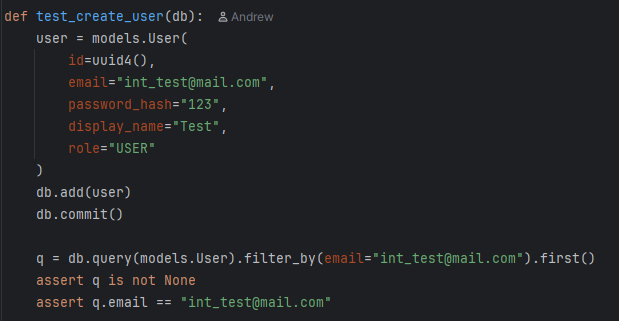 def test_create_user(db): Andrew
    user = models.User(
        id=uuid4(),
        email="int_test@mail.com",
        password_hash="123",
        display_name="Test",
        role="USER"
    )
    db.add(user)
    db.commit()

    q = db.query(models.User).filter_by(email="int_test@mail.com").first()
    assert q is not None
    assert q.email == "int_test@mail.com"